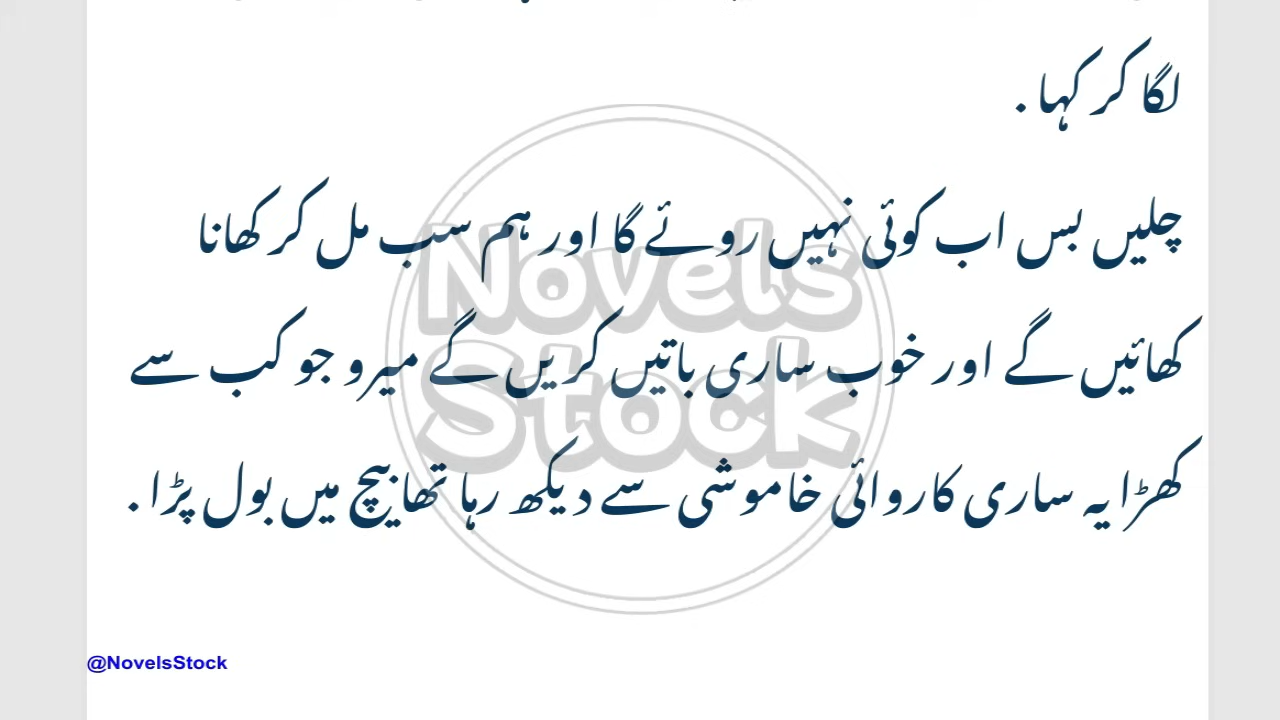 لگا کر کہا .
چلیں بس اب کوئی نہیں روئے گا اور ہم سب مل کر کھانا
کھائیں گے اور خوب ساری باتیں کریں گے میرو جو کب سے
کھڑا یہ ساری کاروائی خاموشی سے دیکھ رہا تھا بیچ میں بول پڑا .
Novels
Stock
@NovelsStock